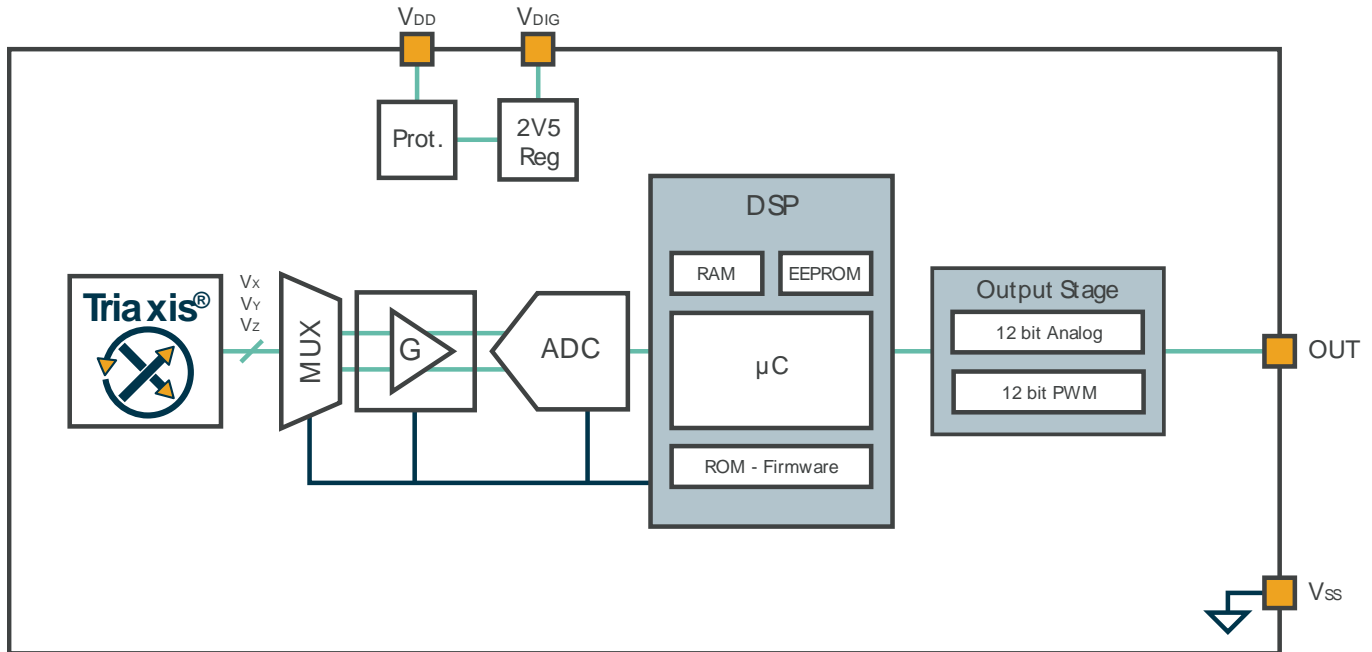 VDD
VDIG
Prot.
2V5
Reg
DSP
RAM
EEPROM
Triaxis®
VX
VY
VZ
MUX
G
ADC
µC
ROM - Firmware
Output Stage
12 bit Analog
12 bit PWM
OUT
VSS